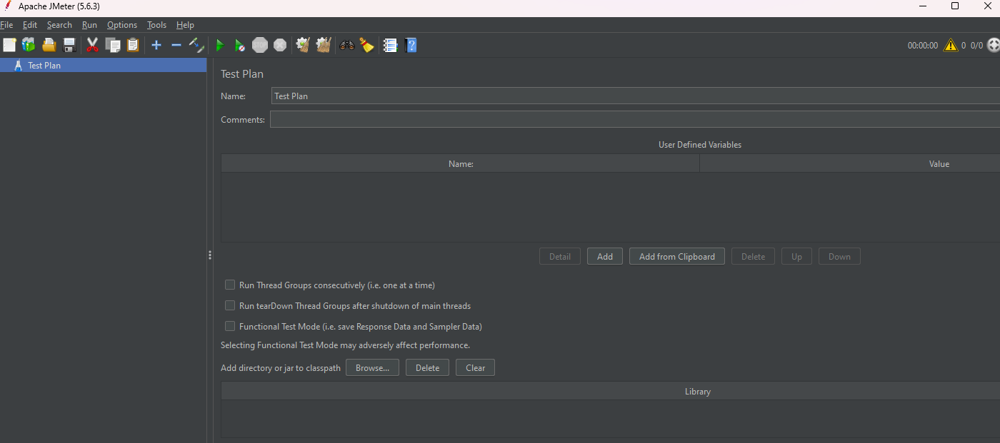 Apache JMeter (5.6.3)
File Edit Search Run Options Tools Help
00:00:00 0 0/0
Test Plan
Test Plan
Name: Test Plan
Comments:
User Defined Variables
Name: Value
Detail Add Add from Clipboard Delete Up Down
Run Thread Groups consecutively (i.e. one at a time)
Run tearDown Thread Groups after shutdown of main threads
Functional Test Mode (i.e. save Response Data and Sampler Data)
Selecting Functional Test Mode may adversely affect performance.
Add directory or jar to classpath Browse... Delete Clear
Library